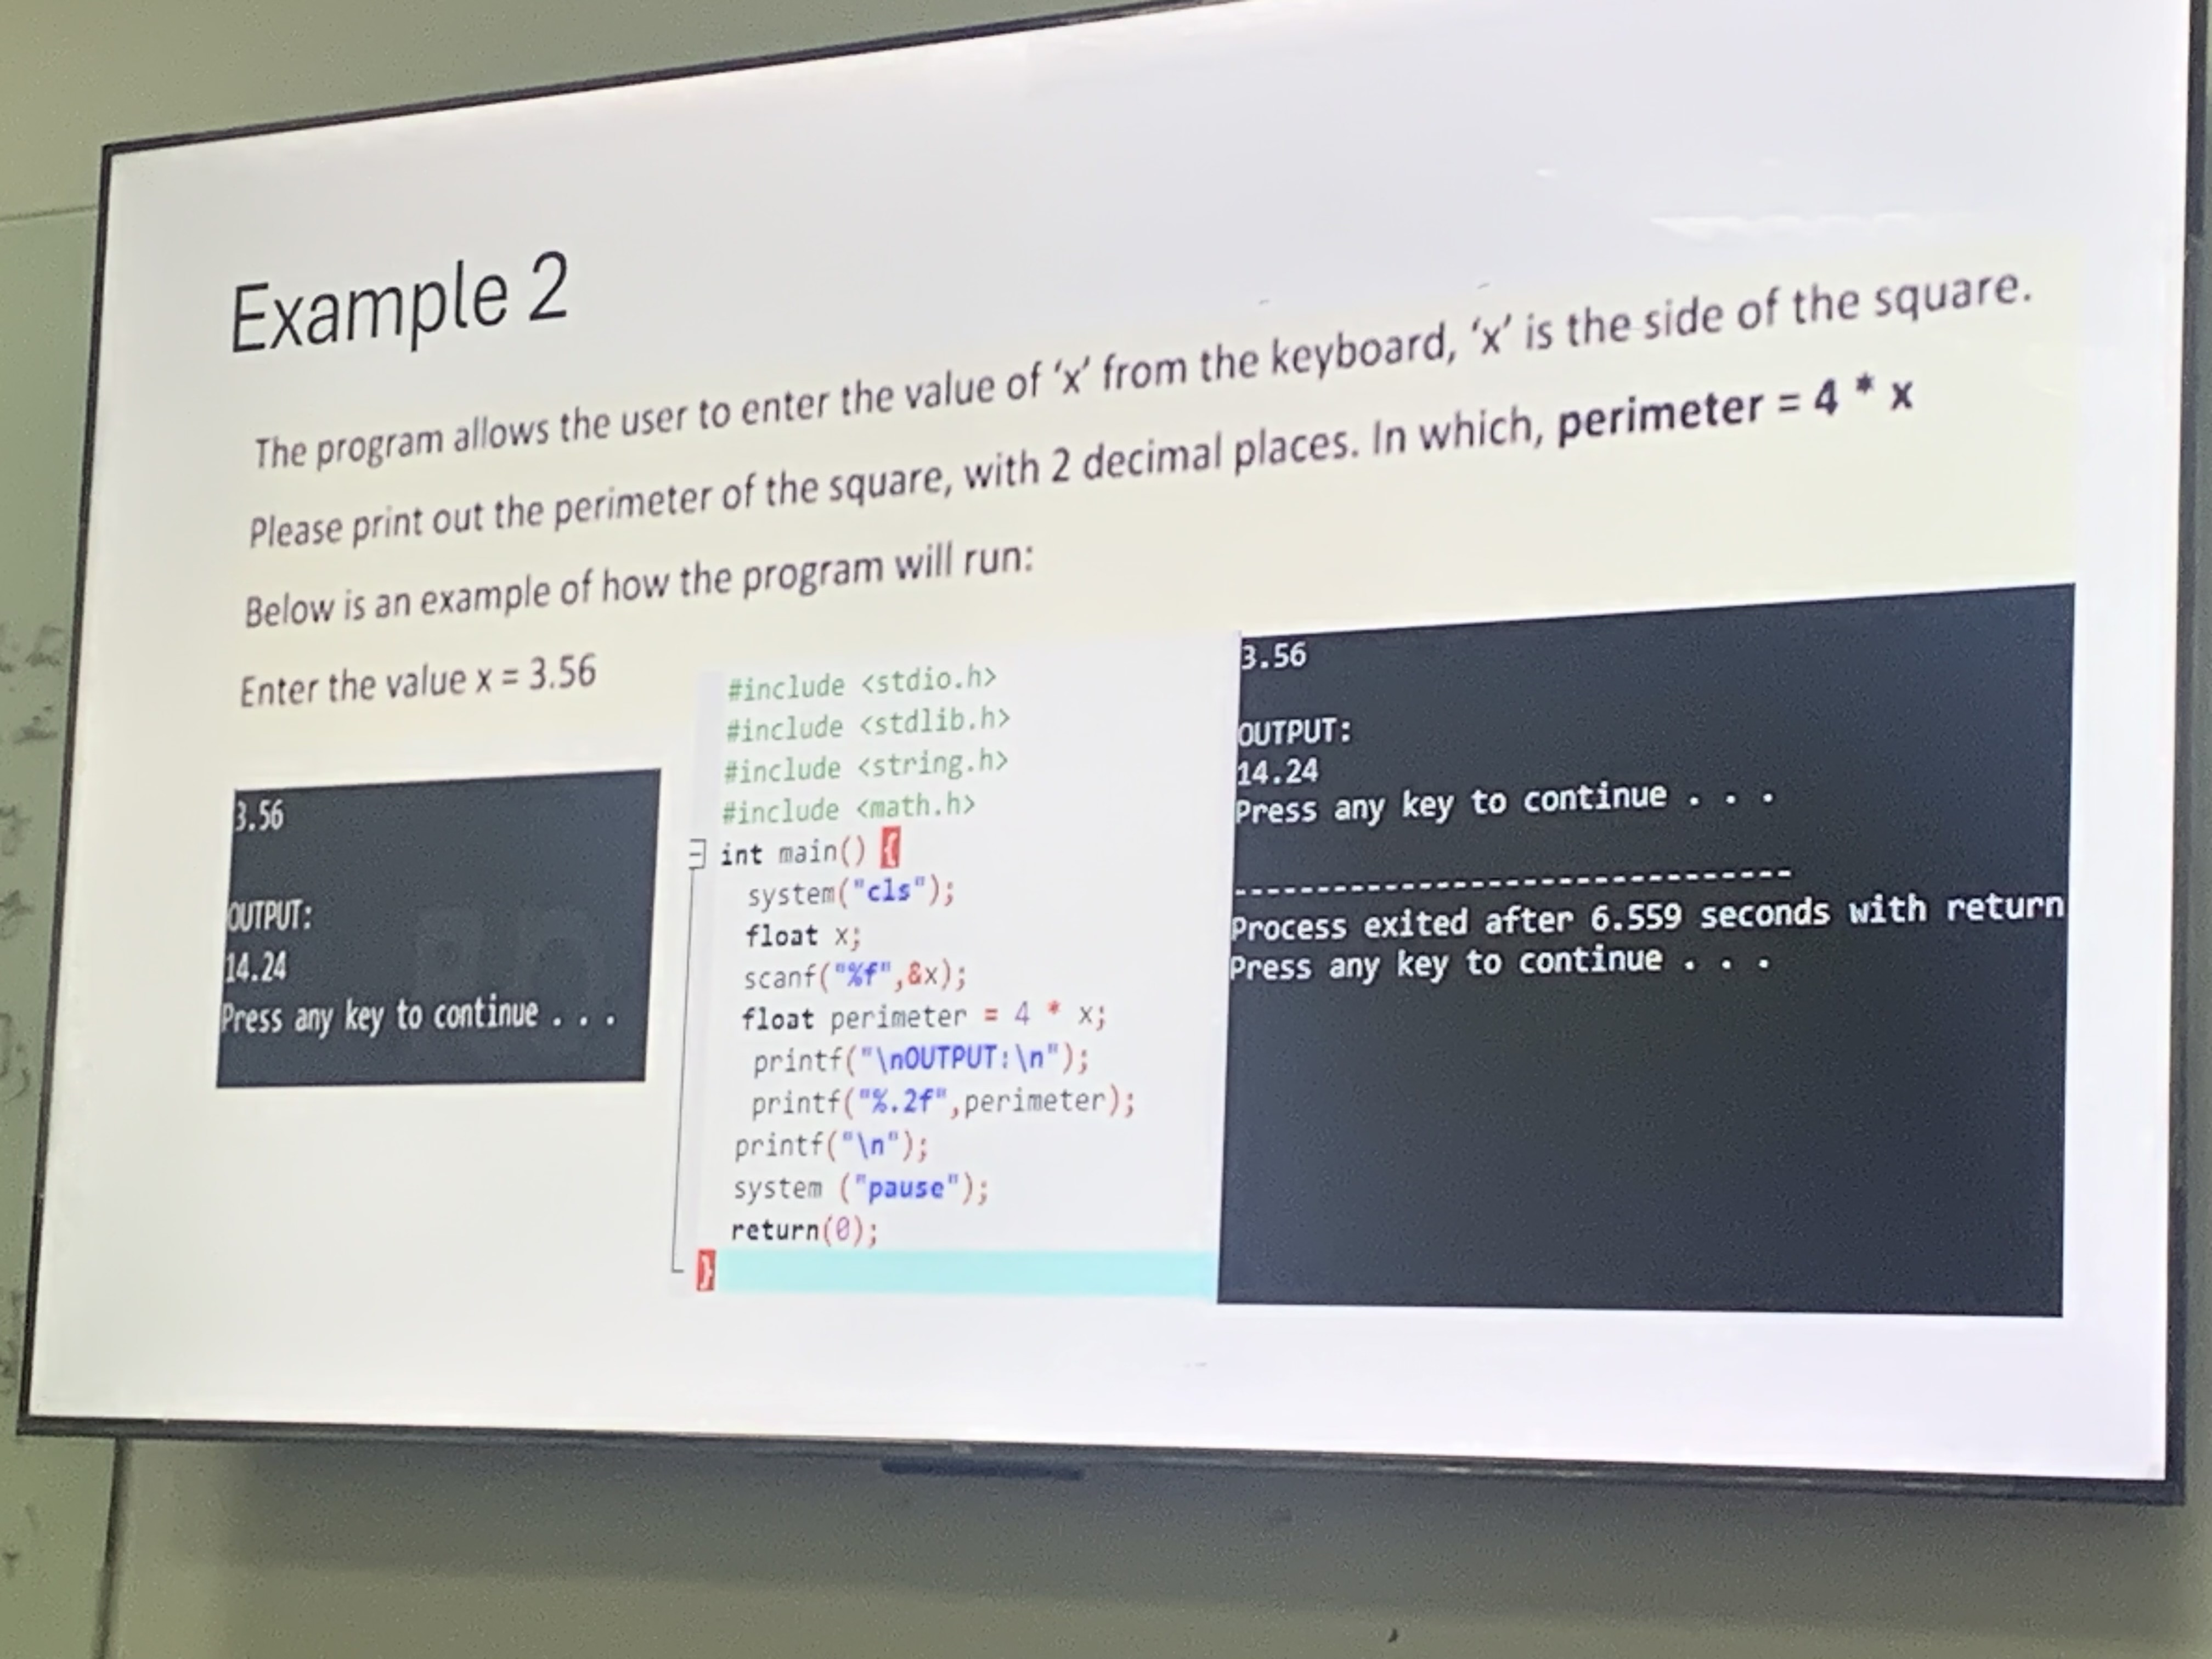 Example 2
The program allows the user to enter the value of ‘x’ from the keyboard, ‘x’ is the side of the square.
Please print out the perimeter of the square, with 2 decimal places. In which, perimeter = 4 * x
Below is an example of how the program will run:
Enter the value x = 3.56
3.56
OUTPUT:
14.24
Press any key to continue . . .
#include <stdio.h>
#include <stdlib.h>
#include <string.h>
#include <math.h>
int main() {
system("cls");
float x;
scanf("%f",&x);
float perimeter = 4 * x;
printf("\nOUTPUT:\n");
printf("%.2f",perimeter);
printf("\n");
system ("pause");
return(0);
}
3.56
OUTPUT:
14.24
Press any key to continue . . .
--------------------------------
Process exited after 6.559 seconds with return
Press any key to continue . . .